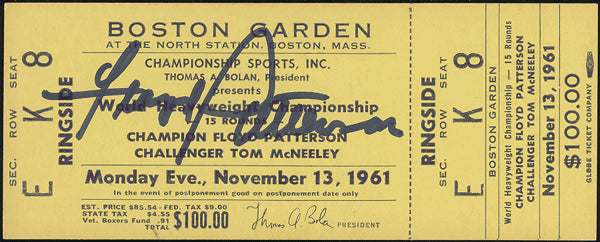 SEAT 8
ROW K
SEC. E
RINGSIDE
BOSTON GARDEN
AT THE NORTH STATION, BOSTON, MASS.
CHAMPIONSHIP SPORTS, INC.
THOMAS A. BOLAN, President
presents
World Heavyweight Championship
15 ROUNDS
CHAMPION FLOYD PATTERSON
CHALLENGER TOM McNEELEY
Floyd Patterson
Monday Eve., November 13, 1961
In the event of postponement good on postponement date only
EST. PRICE $85.54 - FED. TAX $9.00
STATE TAX $4.55
Vet. Boxers Fund .91
TOTAL $100.00
Thomas A. Bolan PRESIDENT
SEAT 8
ROW K
SEC. E
RINGSIDE
BOSTON GARDEN
World Heavyweight Championship — 15 Rounds
CHAMPION FLOYD PATTERSON
CHALLENGER TOM McNEELEY
November 13, 1961
$100.00
GLOBE TICKET COMPANY